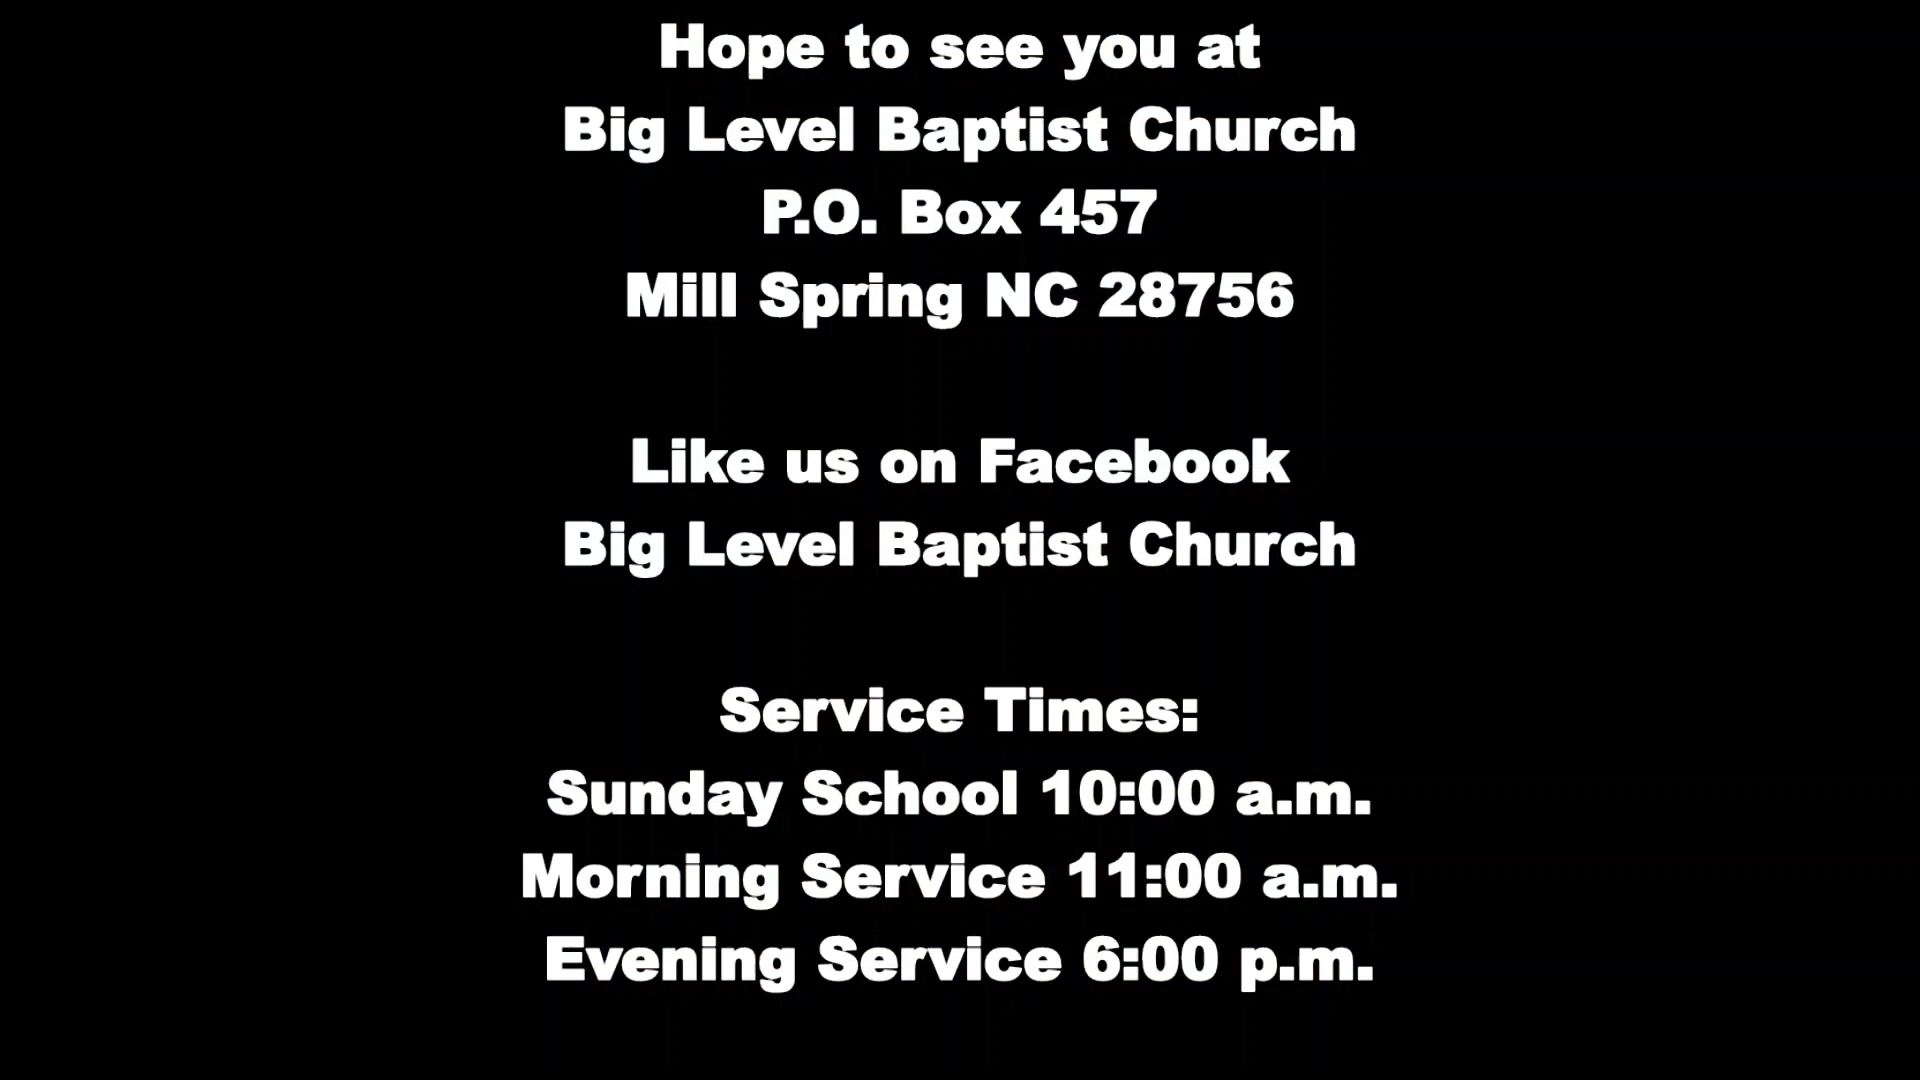 Hope to see you at
Big Level Baptist Church
P.O. Box 457
Mill Spring NC 28756
Like us on Facebook
Big Level Baptist Church
Service Times:
Sunday School 10:00 a.m.
Morning Service 11:00 a.m.
Evening Service 6:00 p.m.